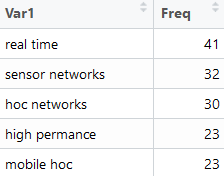 Var1 Freq
real time 41
sensor networks 32
hoc networks 30
high permance 23
mobile hoc 23